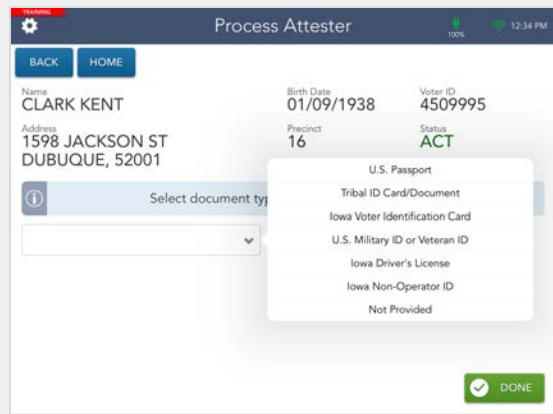 TRAINING
Process Attester
100%
12:34 PM
BACK
HOME
Name
CLARK KENT
Birth Date
01/09/1938
Voter ID
4509995
Address
1598 JACKSON ST
DUBUQUE, 52001
Precinct
16
Status
ACT
Select document typ
U.S. Passport
Tribal ID Card/Document
Iowa Voter Identification Card
U.S. Military ID or Veteran ID
Iowa Driver's License
Iowa Non-Operator ID
Not Provided
DONE